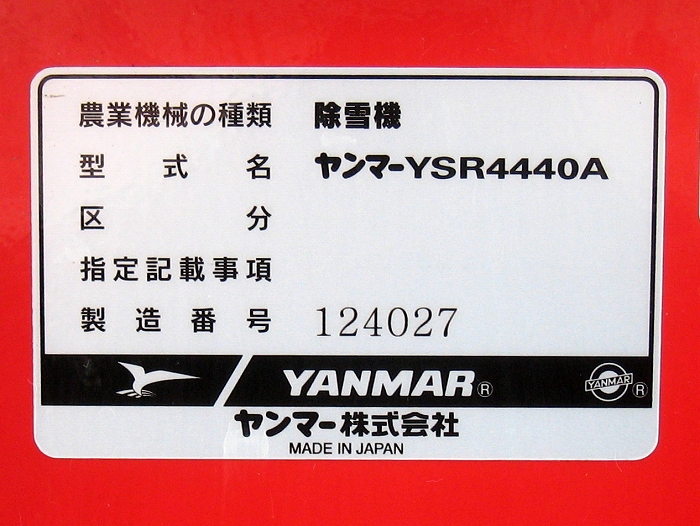 農業機械の種類 除雪機
型式名 ヤンマーYSR4440A
区分
指定記載事項
製造番号 124027
YANMAR® YANMAR ®
ヤンマー株式会社
MADE IN JAPAN